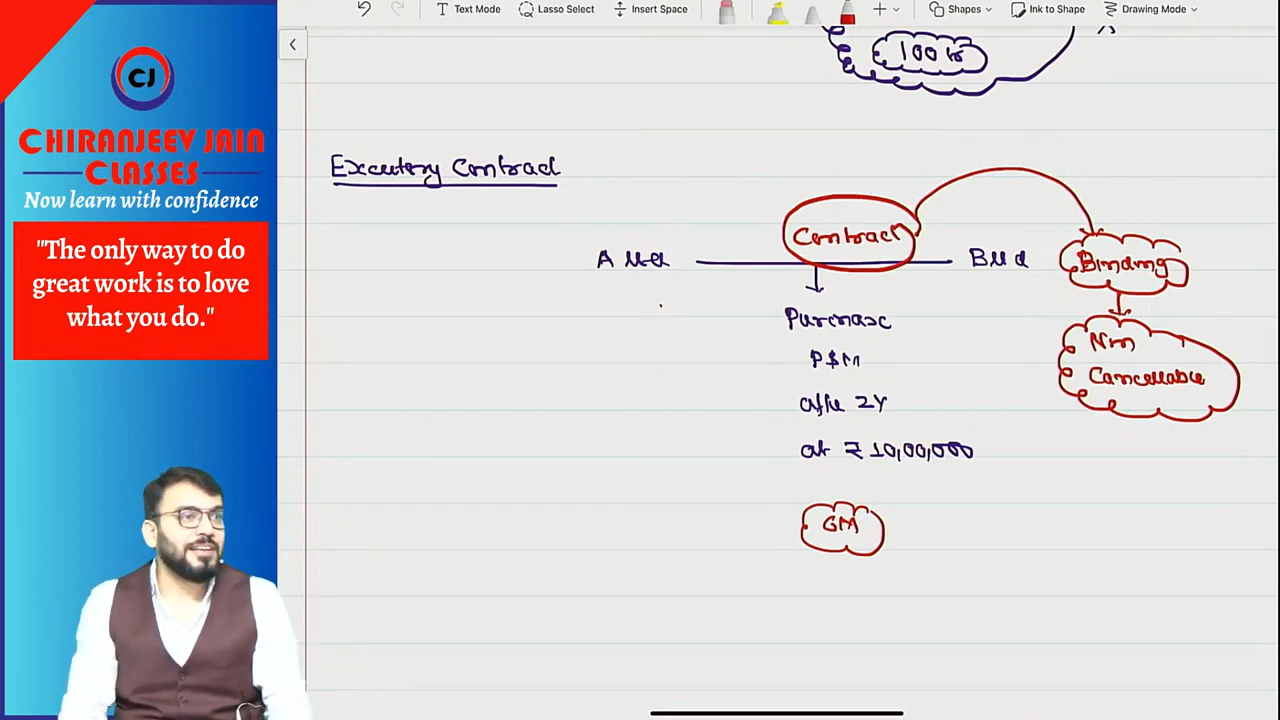 Text Mode
Lasso Select
Insert Space
Shapes
Ink to Shape
Drawing Mode
CJ
CHIRANJEEV JAIN
CLASSES
Now learn with confidence
"The only way to do
great work is to love
what you do."
100
Executory Contract
Contract
A Ltd
B Ltd
Binding
Purchase
P$M
Non
Cancellable
after 2Y
at ₹ 10,00,000
6M